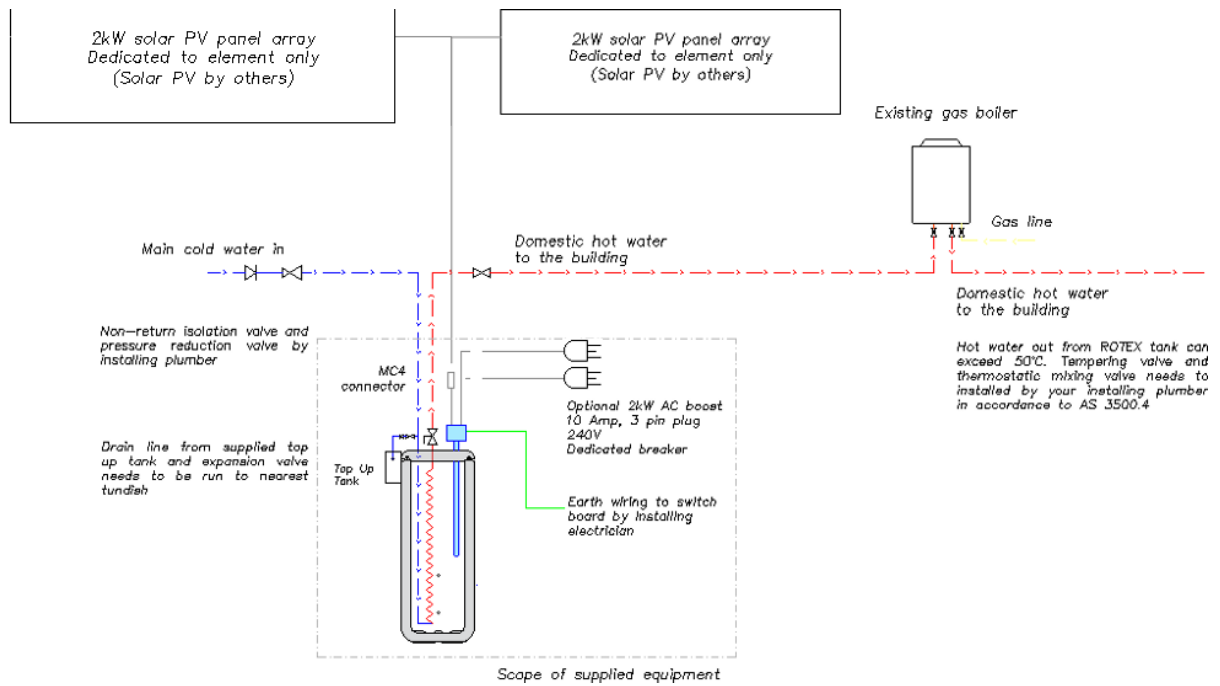 2kW solar PV panel array
Dedicated to element only
(Solar PV by others)
2kW solar PV panel array
Dedicated to element only
(Solar PV by others)
Existing gas boiler
Gas line
Main cold water in
Domestic hot water
to the building
Domestic hot water
to the building
Non-return isolation valve and
pressure reduction valve by
installing plumber
Hot water out from ROTEX tank can
exceed 50°C. Tempering valve and
thermostatic mixing valve needs to
installed by your installing plumber
in accordance to AS 3500.4
MC4
connector
Optional 2kW AC boost
10 Amp, 3 pin plug
240V
Dedicated breaker
Drain line from supplied top
up tank and expansion valve
needs to be run to nearest
tundish
Top Up
Tank
Earth wiring to switch
board by installing
electrician
Scope of supplied equipment